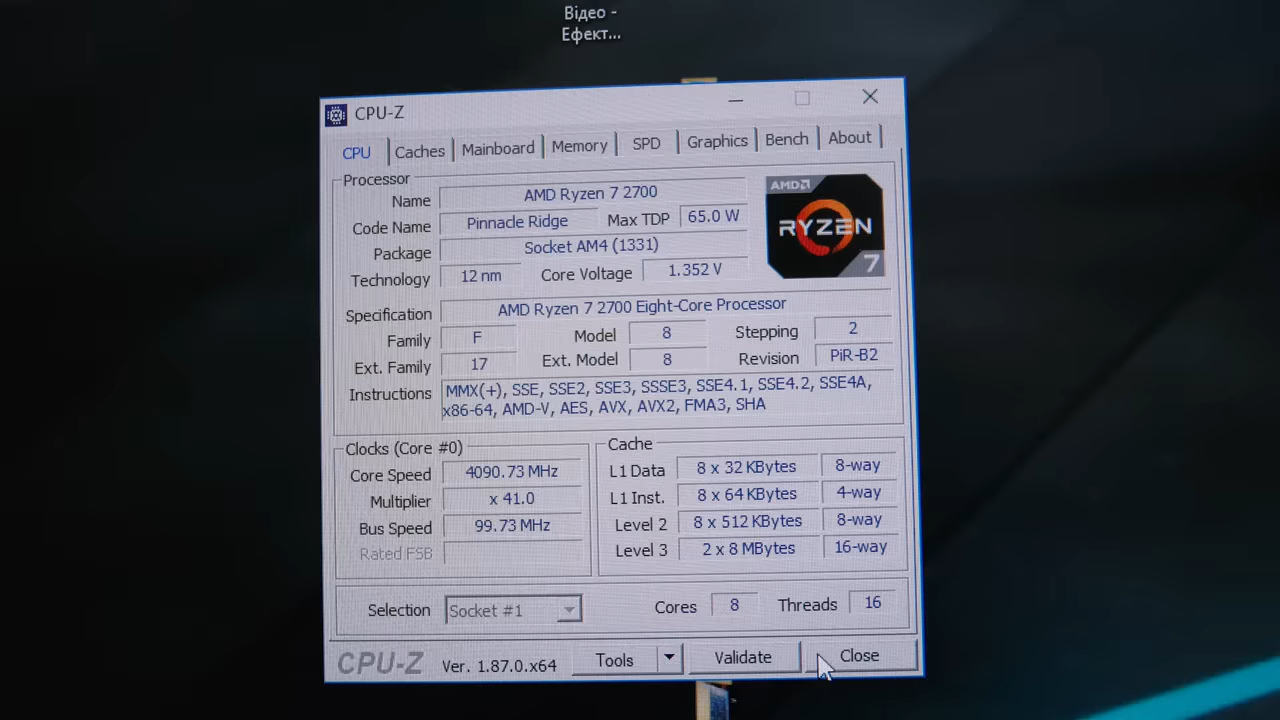 Відео -
Ефект...
CPU-Z
CPU Caches Mainboard Memory SPD Graphics Bench About
Processor
Name AMD Ryzen 7 2700
Code Name Pinnacle Ridge Max TDP 65.0 W
Package Socket AM4 (1331)
Technology 12 nm Core Voltage 1.352 V
AMD RYZEN 7
Specification AMD Ryzen 7 2700 Eight-Core Processor
Family F Model 8 Stepping 2
Ext. Family 17 Ext. Model 8 Revision PiR-B2
Instructions MMX(+), SSE, SSE2, SSE3, SSSE3, SSE4.1, SSE4.2, SSE4A,
x86-64, AMD-V, AES, AVX, AVX2, FMA3, SHA
Clocks (Core #0)
Core Speed 4090.73 MHz
Multiplier x 41.0
Bus Speed 99.73 MHz
Rated FSB
Cache
L1 Data 8 x 32 KBytes 8-way
L1 Inst. 8 x 64 KBytes 4-way
Level 2 8 x 512 KBytes 8-way
Level 3 2 x 8 MBytes 16-way
Selection Socket #1 Cores 8 Threads 16
CPU-Z Ver. 1.87.0.x64 Tools Validate Close